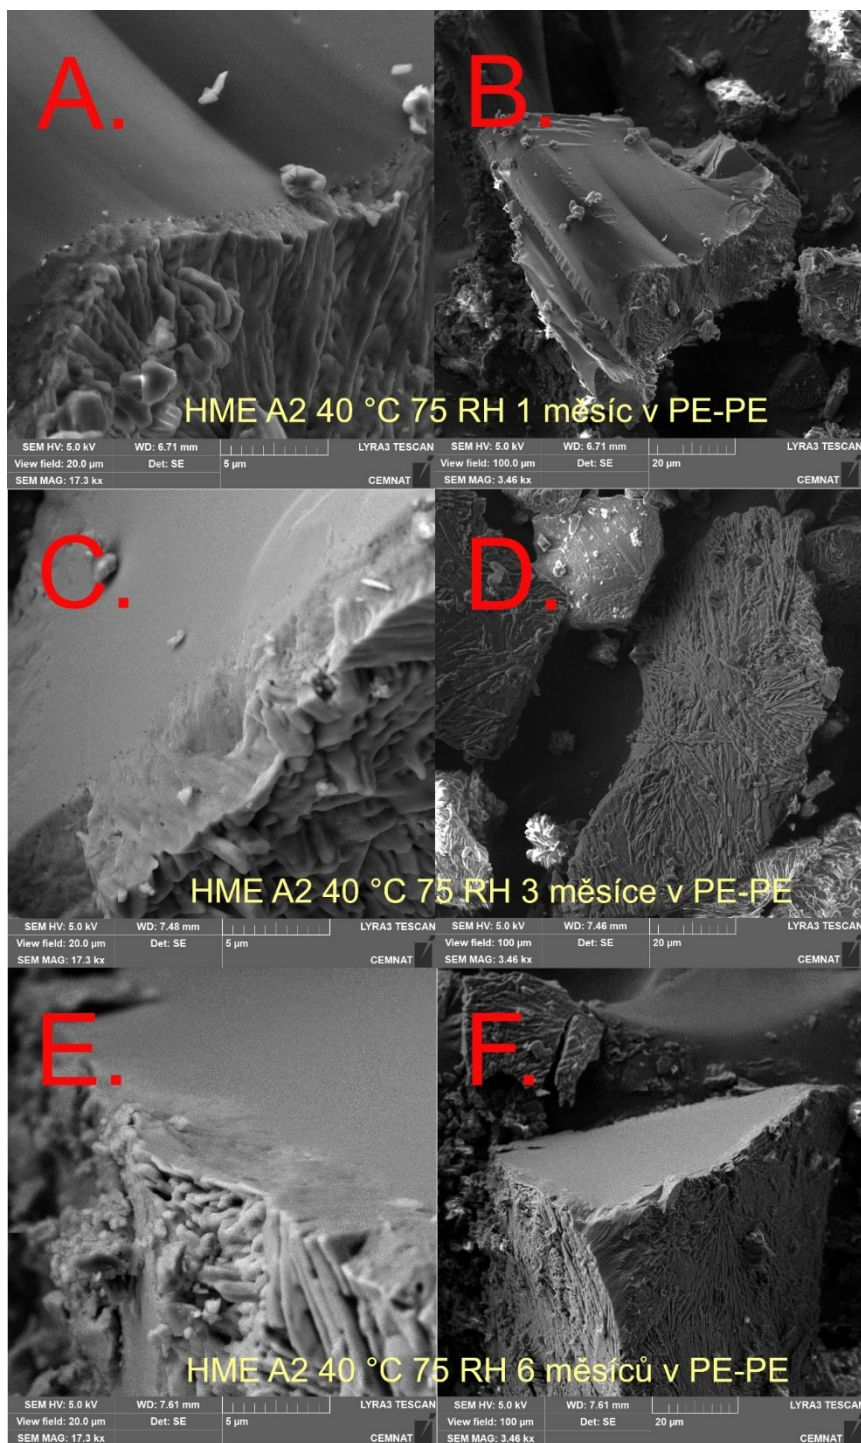 A.
B.
HME A2 40 °C 75 RH 1 měsíc v PE-PE
SEM HV: 5.0 kV WD: 6.71 mm LYRA3 TESCAN
View field: 20.0 µm Det: SE 5 µm
SEM MAG: 17.3 kx CEMNAT
SEM HV: 5.0 kV WD: 6.71 mm LYRA3 TESCAN
View field: 100.0 µm Det: SE 20 µm
SEM MAG: 3.46 kx CEMNAT
C.
D.
HME A2 40 °C 75 RH 3 měsíce v PE-PE
SEM HV: 5.0 kV WD: 7.48 mm LYRA3 TESCAN
View field: 20.0 µm Det: SE 5 µm
SEM MAG: 17.3 kx CEMNAT
SEM HV: 5.0 kV WD: 7.46 mm LYRA3 TESCAN
View field: 100 µm Det: SE 20 µm
SEM MAG: 3.46 kx CEMNAT
E.
F.
HME A2 40 °C 75 RH 6 měsíců v PE-PE
SEM HV: 5.0 kV WD: 7.61 mm LYRA3 TESCAN
View field: 20.0 µm Det: SE 5 µm
SEM MAG: 17.3 kx CEMNAT
SEM HV: 5.0 kV WD: 7.61 mm LYRA3 TESCAN
View field: 100 µm Det: SE 20 µm
SEM MAG: 3.46 kx CEMNAT